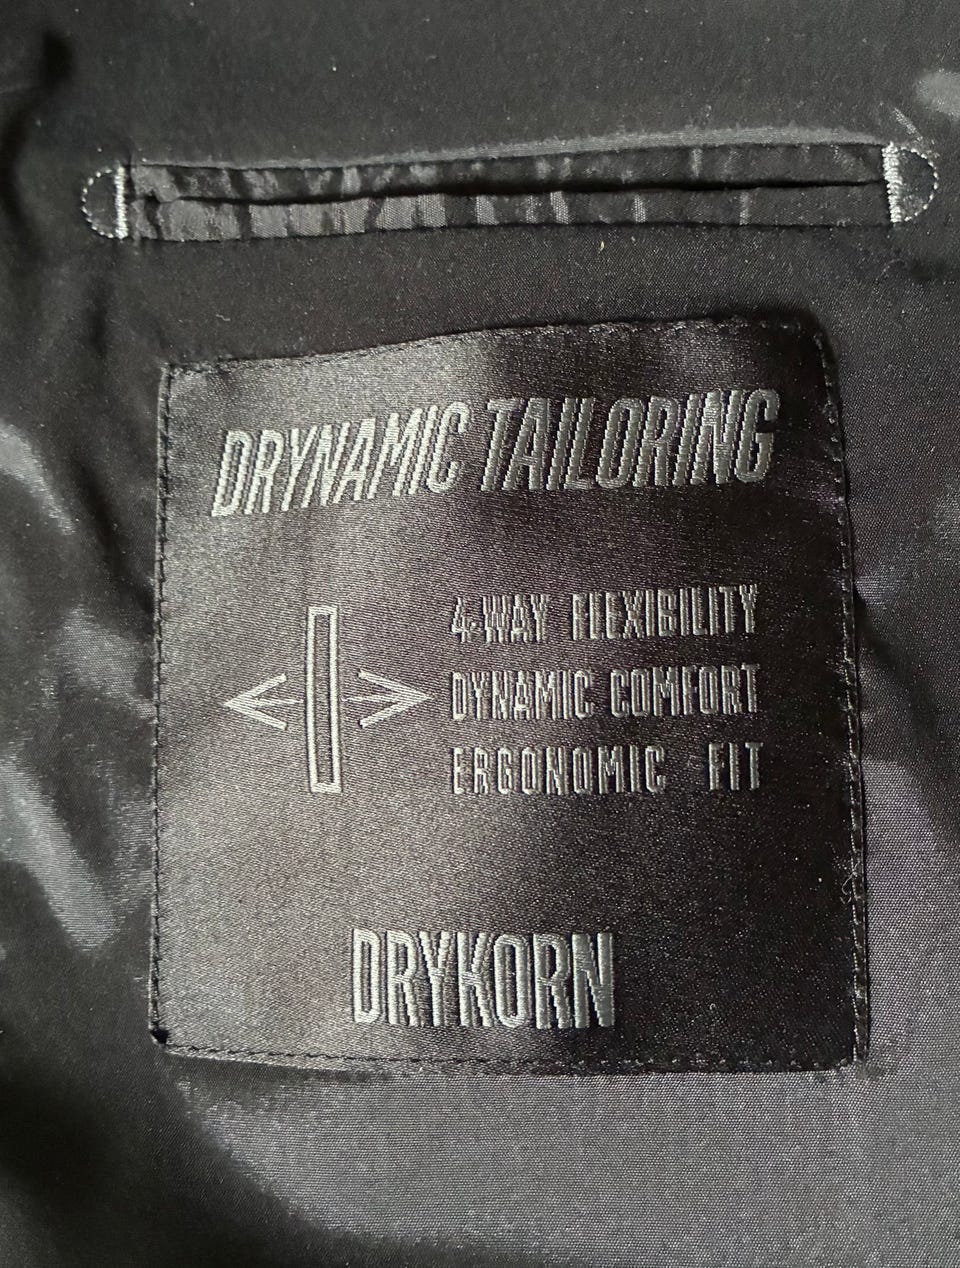 DRYNAMIC TAILORING
4-WAY FLEXIBILITY
DYNAMIC COMFORT
ERGONOMIC FIT
DRYKORN